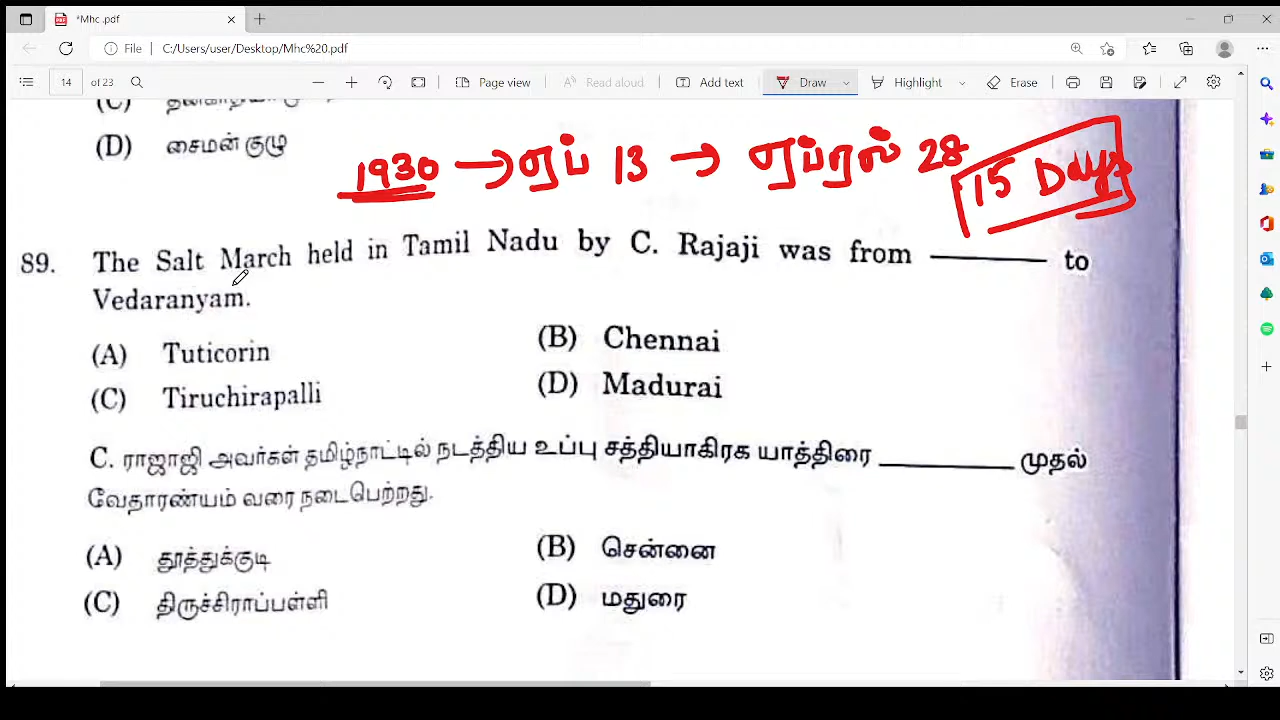 *Mhc .pdf
File
C:/Users/user/Desktop/Mhc%20.pdf
14 of 23
Page view
Read aloud
Add text
Draw
Highlight
Erase
(C)
(D) சைமன் குழு
1930 → ஏப் 13 → ஏப்ரல் 28
15 Days
89. The Salt March held in Tamil Nadu by C. Rajaji was from ———— to
Vedaranyam.
(A) Tuticorin (B) Chennai
(C) Tiruchirapalli (D) Madurai
C. ராஜாஜி அவர்கள் தமிழ்நாட்டில் நடத்திய உப்பு சத்தியாகிரக யாத்திரை ———— முதல்
வேதாரண்யம் வரை நடைபெற்றது.
(A) தூத்துக்குடி (B) சென்னை
(C) திருச்சிராப்பள்ளி (D) மதுரை